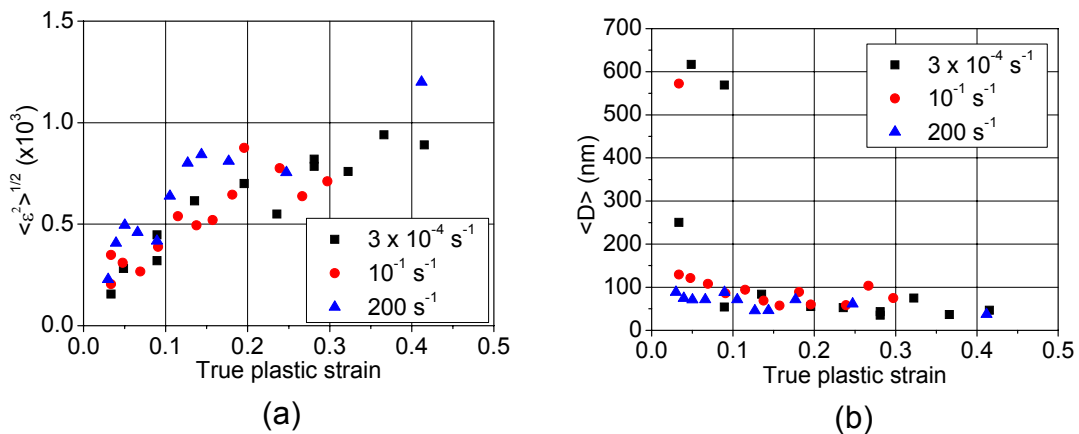 1.5
1.0
0.5
0.0
<ε²>^1/2 (x10³)
3 x 10⁻⁴ s⁻¹
10⁻¹ s⁻¹
200 s⁻¹
0.0 0.1 0.2 0.3 0.4 0.5
True plastic strain
(a)
700
600
500
400
300
200
100
0
<D> (nm)
3 x 10⁻⁴ s⁻¹
10⁻¹ s⁻¹
200 s⁻¹
0.0 0.1 0.2 0.3 0.4 0.5
True plastic strain
(b)